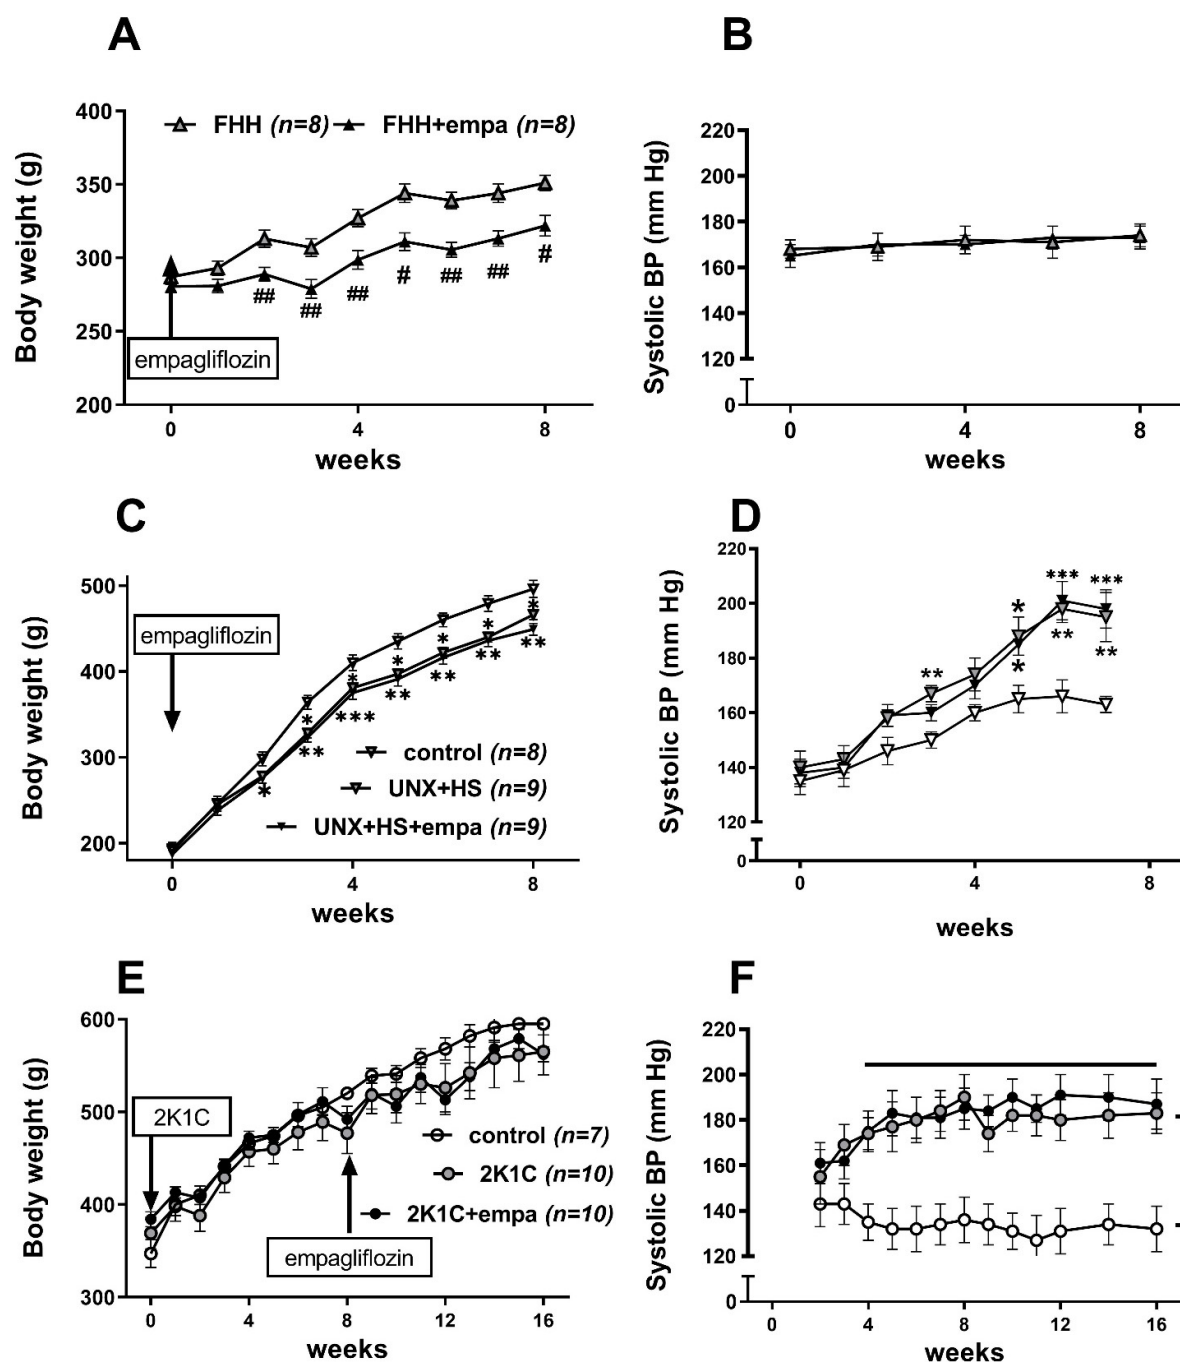 A
B
400
350
300
250
200
Body weight (g)
FHH (n=8)
FHH+empa (n=8)
##
##
##
#
##
##
#
empagliflozin
0
4
8
weeks
220
200
180
160
140
120
0
Systolic BP (mm Hg)
0
4
8
weeks
C
D
500
400
300
200
Body weight (g)
empagliflozin
*
*
**
*
***
*
**
*
**
*
**
*
**
control (n=8)
UNX+HS (n=9)
UNX+HS+empa (n=9)
0
4
8
weeks
220
200
180
160
140
120
0
Systolic BP (mm Hg)
**
*
*
***
**
***
**
0
4
8
weeks
E
F
600
500
400
300
Body weight (g)
2K1C
control (n=7)
2K1C (n=10)
2K1C+empa (n=10)
empagliflozin
0
4
8
12
16
weeks
220
200
180
160
140
120
0
Systolic BP (mm Hg)
0
4
8
12
16
weeks